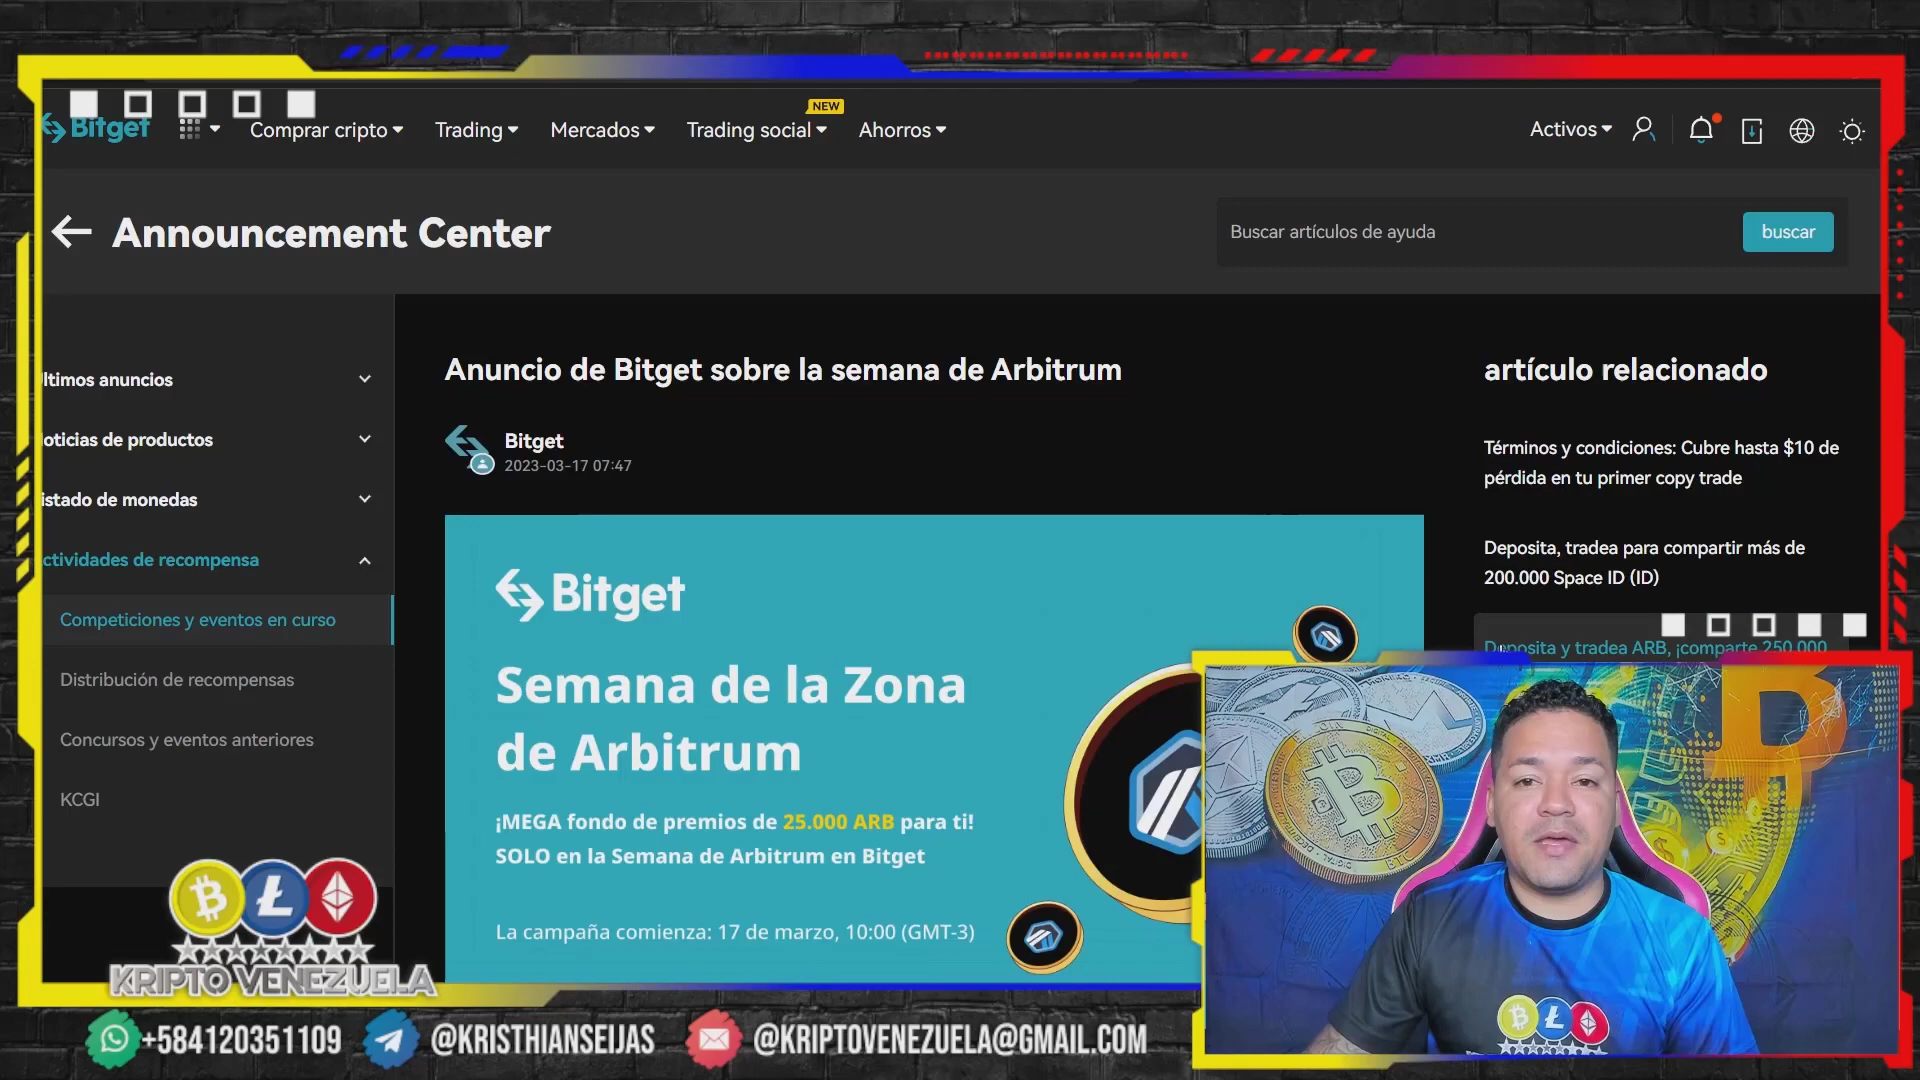 Bitget
Comprar cripto
Trading
Mercados
Trading social
NEW
Ahorros
Activos
Announcement Center
Buscar artículos de ayuda
buscar
ltimos anuncios
oticias de productos
istado de monedas
ctividades de recompensa
Competiciones y eventos en curso
Distribución de recompensas
Concursos y eventos anteriores
KCGI
Anuncio de Bitget sobre la semana de Arbitrum
Bitget
2023-03-17 07:47
Bitget
Semana de la Zona
de Arbitrum
¡MEGA fondo de premios de 25.000 ARB para ti!
SOLO en la Semana de Arbitrum en Bitget
La campaña comienza: 17 de marzo, 10:00 (GMT-3)
artículo relacionado
Términos y condiciones: Cubre hasta $10 de
pérdida en tu primer copy trade
Deposita, tradea para compartir más de
200.000 Space ID (ID)
Deposita y tradea ARB, ¡comparte 250.000
KRIPTO VENEZUELA
+584120351109
@KRISTHIANSEIJAS
@KRIPTOVENEZUELA@GMAIL.COM